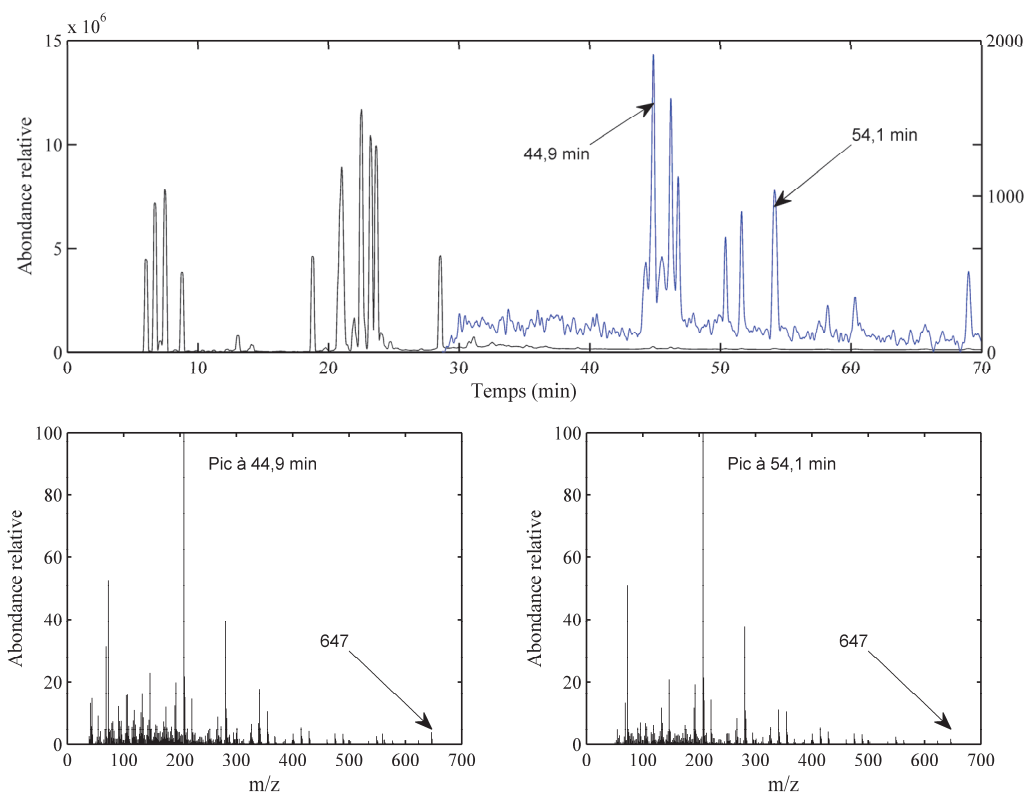 x 10⁶
15
10
5
0
Abondance relative
2000
1000
0
44,9 min
54,1 min
0 10 20 30 40 50 60 70
Temps (min)
100
80
60
40
20
0
Abondance relative
Pic à 44,9 min
647
0 100 200 300 400 500 600 700
m/z
100
80
60
40
20
0
Abondance relative
Pic à 54,1 min
647
0 100 200 300 400 500 600 700
m/z